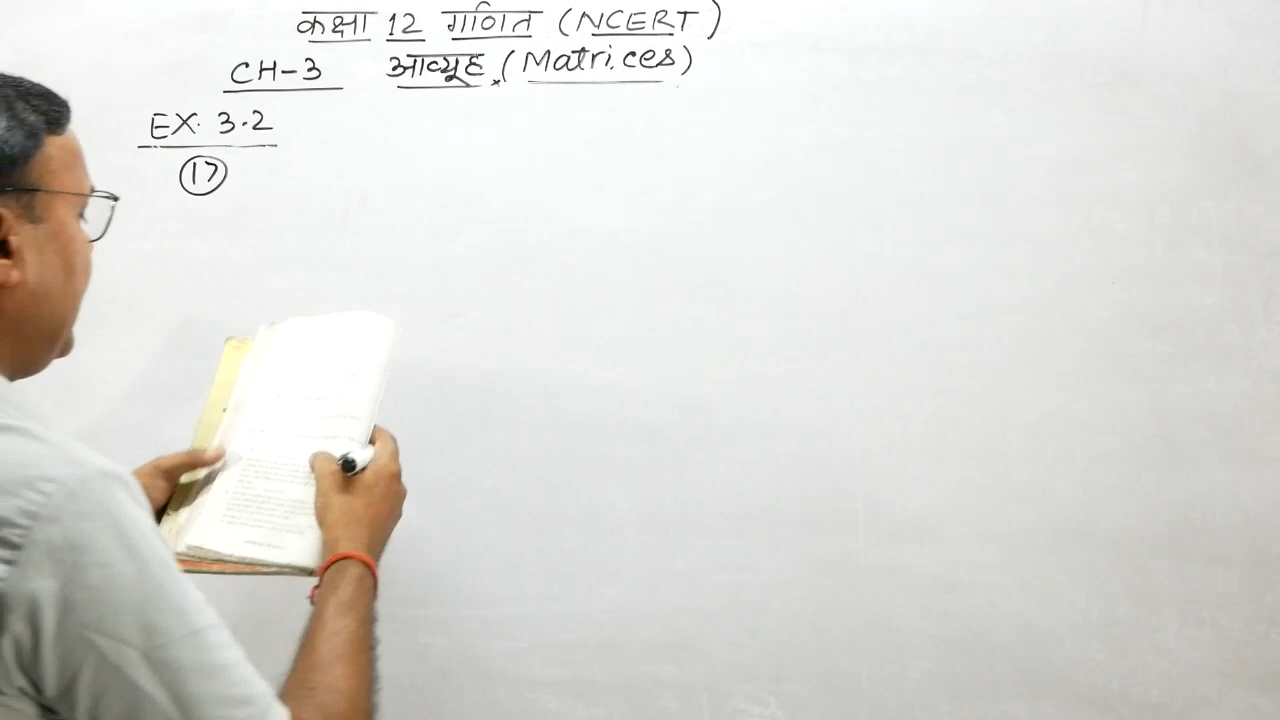 कक्षा 12 गणित (NCERT)
CH-3 आव्यूह (Matrices)
EX. 3.2
17